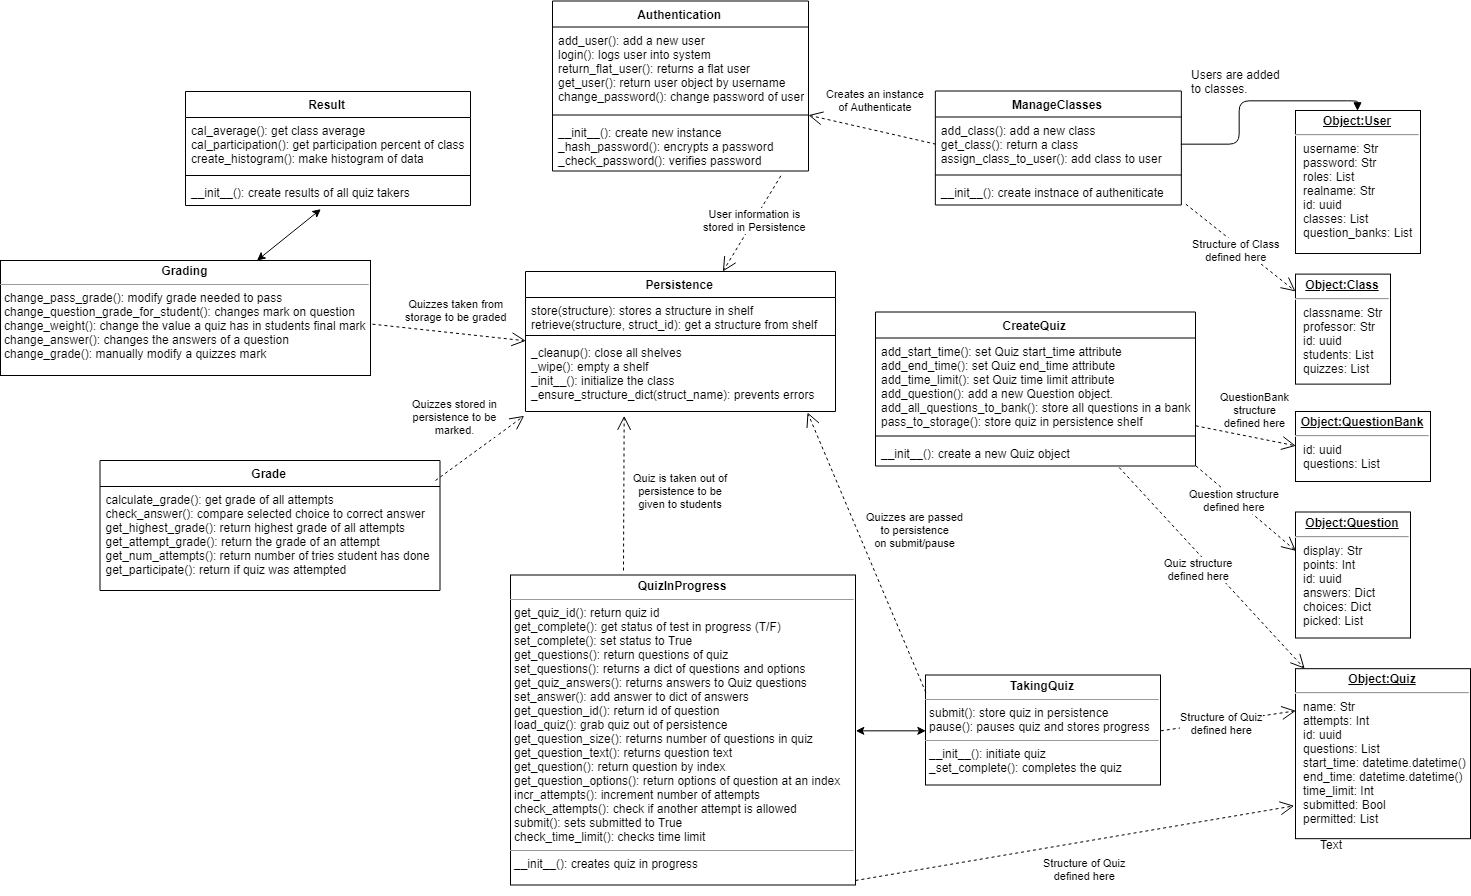 Authentication
add_user(): add a new user
login(): logs user into system
return_flat_user(): returns a flat user
get_user(): return user object by username
change_password(): change password of user
__init__(): create new instance
_hash_password(): encrypts a password
_check_password(): verifies password
Result
cal_average(): get class average
cal_participation(): get participation percent of class
create_histogram(): make histogram of data
__init__(): create results of all quiz takers
Creates an instance
of Authenticate
ManageClasses
add_class(): add a new class
get_class(): return a class
assign_class_to_user(): add class to user
__init__(): create instnace of autheniticate
Users are added
to classes.
Object:User
username: Str
password: Str
roles: List
realname: Str
id: uuid
classes: List
question_banks: List
User information is
stored in Persistence
Structure of Class
defined here
Grading
change_pass_grade(): modify grade needed to pass
change_question_grade_for_student(): changes mark on question
change_weight(): change the value a quiz has in students final mark
change_answer(): changes the answers of a question
change_grade(): manually modify a quizzes mark
Quizzes taken from
storage to be graded
Persistence
store(structure): stores a structure in shelf
retrieve(structure, struct_id): get a structure from shelf
_cleanup(): close all shelves
_wipe(): empty a shelf
_init__(): initialize the class
_ensure_structure_dict(struct_name): prevents errors
Object:Class
classname: Str
professor: Str
id: uuid
students: List
quizzes: List
CreateQuiz
add_start_time(): set Quiz start_time attribute
add_end_time(): set Quiz end_time attribute
add_time_limit(): set Quiz time limit attribute
add_question(): add a new Question object.
add_all_questions_to_bank(): store all questions in a bank
pass_to_storage(): store quiz in persistence shelf
__init__(): create a new Quiz object
QuestionBank
structure
defined here
Object:QuestionBank
id: uuid
questions: List
Quizzes stored in
persistence to be
marked.
Grade
calculate_grade(): get grade of all attempts
check_answer(): compare selected choice to correct answer
get_highest_grade(): return highest grade of all attempts
get_attempt_grade(): return the grade of an attempt
get_num_attempts(): return number of tries student has done
get_participate(): return if quiz was attempted
Quiz is taken out of
persistence to be
given to students
Quizzes are passed
to persistence
on submit/pause
Question structure
defined here
Object:Question
display: Str
points: Int
id: uuid
answers: Dict
choices: Dict
picked: List
Quiz structure
defined here
QuizInProgress
get_quiz_id(): return quiz id
get_complete(): get status of test in progress (T/F)
set_complete(): set status to True
get_questions(): return questions of quiz
set_questions(): returns a dict of questions and options
get_quiz_answers(): returns answers to Quiz questions
set_answer(): add answer to dict of answers
get_question_id(): return id of question
load_quiz(): grab quiz out of persistence
get_question_size(): returns number of questions in quiz
get_question_text(): returns question text
get_question(): return question by index
get_question_options(): return options of question at an index
incr_attempts(): increment number of attempts
check_attempts(): check if another attempt is allowed
submit(): sets submitted to True
check_time_limit(): checks time limit
__init__(): creates quiz in progress
TakingQuiz
submit(): store quiz in persistence
pause(): pauses quiz and stores progress
__init__(): initiate quiz
_set_complete(): completes the quiz
Structure of Quiz
defined here
Object:Quiz
name: Str
attempts: Int
id: uuid
questions: List
start_time: datetime.datetime()
end_time: datetime.datetime()
time_limit: Int
submitted: Bool
permitted: List
Text
Structure of Quiz
defined here